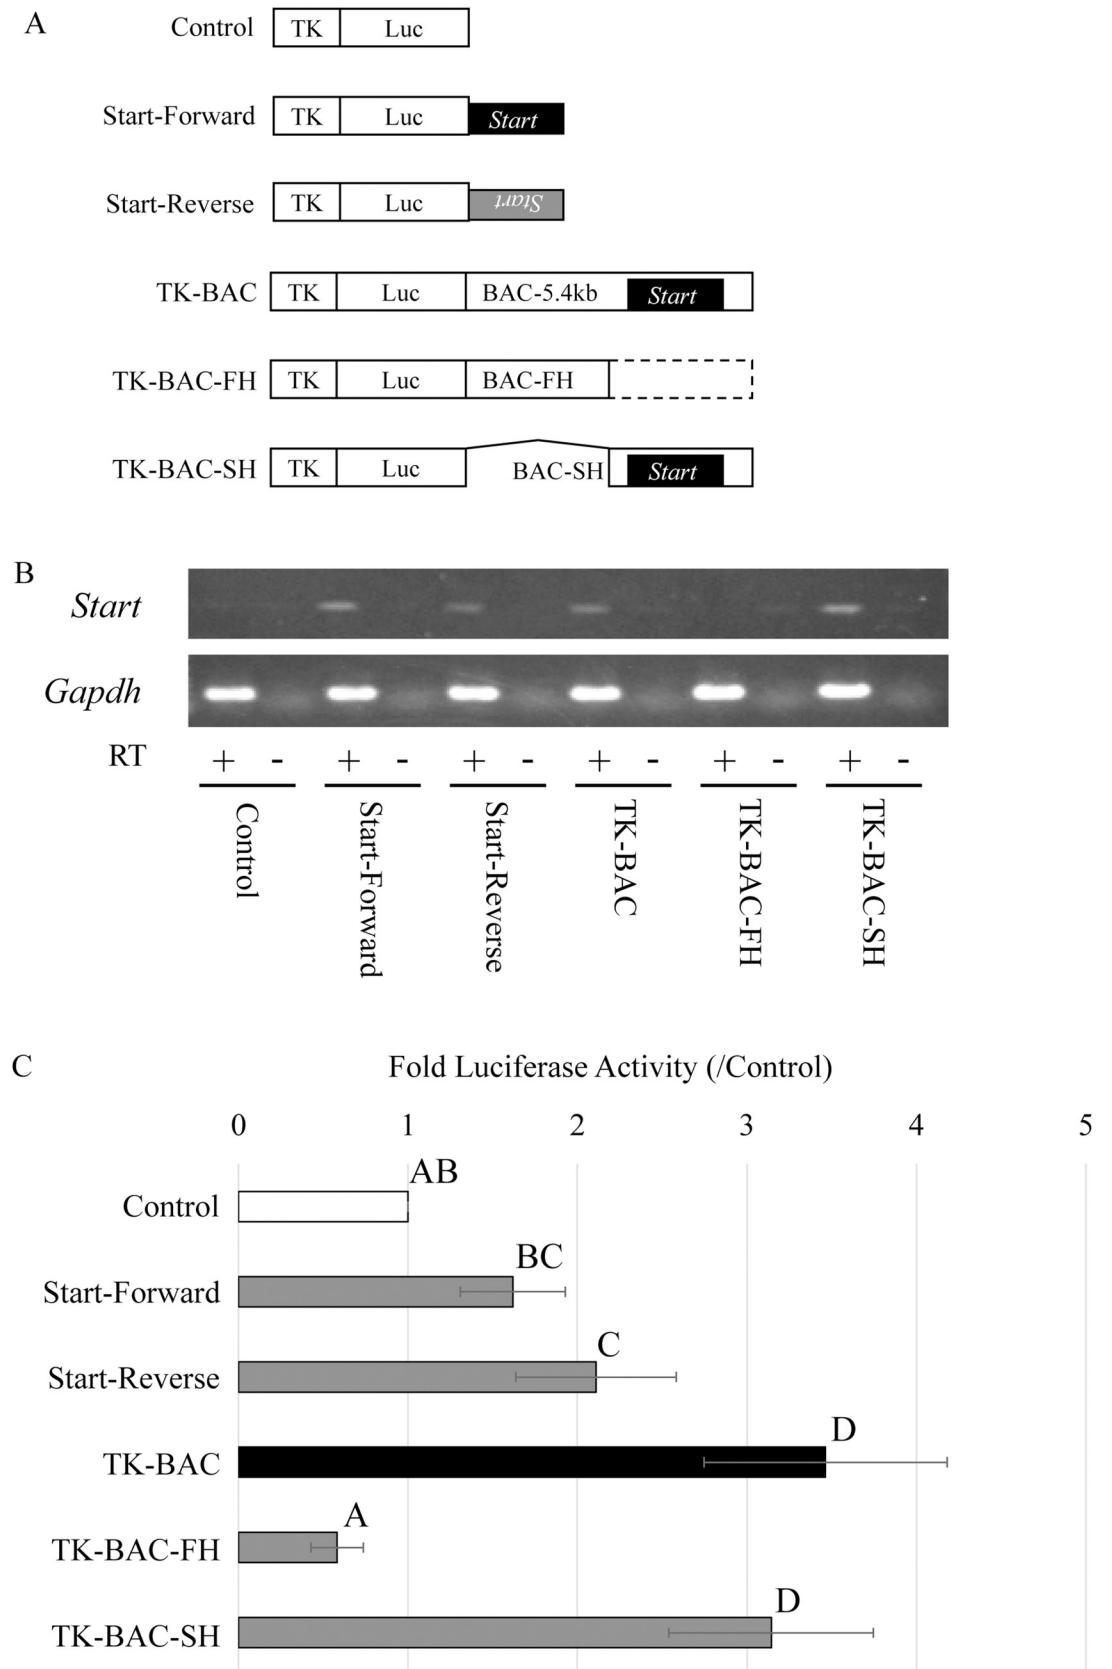 A
Control TK Luc
Start-Forward TK Luc Start
Start-Reverse TK Luc Start
TK-BAC TK Luc BAC-5.4kb Start
TK-BAC-FH TK Luc BAC-FH
TK-BAC-SH TK Luc BAC-SH Start
B
Start
Gapdh
RT + - + - + - + - + - + -
Control
Start-Forward
Start-Reverse
TK-BAC
TK-BAC-FH
TK-BAC-SH
C Fold Luciferase Activity (/Control)
0 1 2 3 4 5
Control AB
Start-Forward BC
Start-Reverse C
TK-BAC D
TK-BAC-FH A
TK-BAC-SH D